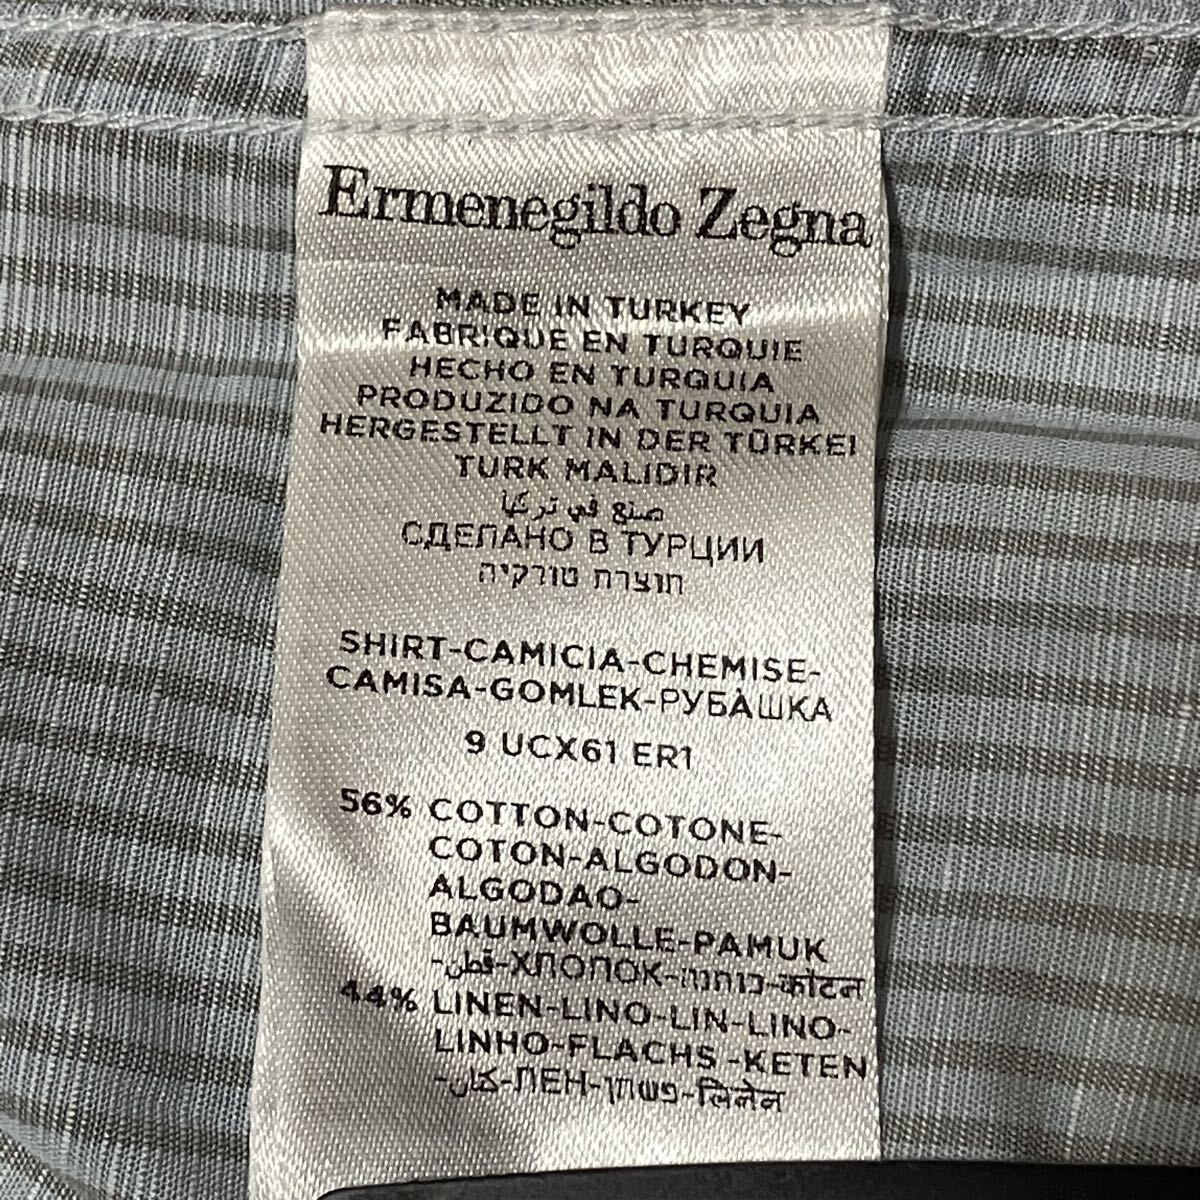 Ermenegildo Zegna
MADE IN TURKEY
FABRIQUE EN TURQUIE
HECHO EN TURQUIA
PRODUZIDO NA TURQUIA
HERGESTELLT IN DER TÜRKEI
TURK MALIDIR
صنع في تركيا
СДЕЛАНО В ТУРЦИИ
תוצרת טורקיה
SHIRT-CAMICIA-CHEMISE-
CAMISA-GOMLEK-РУБÀШКА
9 UCX61 ER1
56% COTTON-COTONE-
COTON-ALGODON-
ALGODAO-
BAUMWOLLE-PAMUK
-قطن-ХЛОПОК-כותנה-कॉटन
44% LINEN-LINO-LIN-LINO-
LINHO-FLACHS -KETEN
-كتان-ЛЕН-פשתן-लिनेन